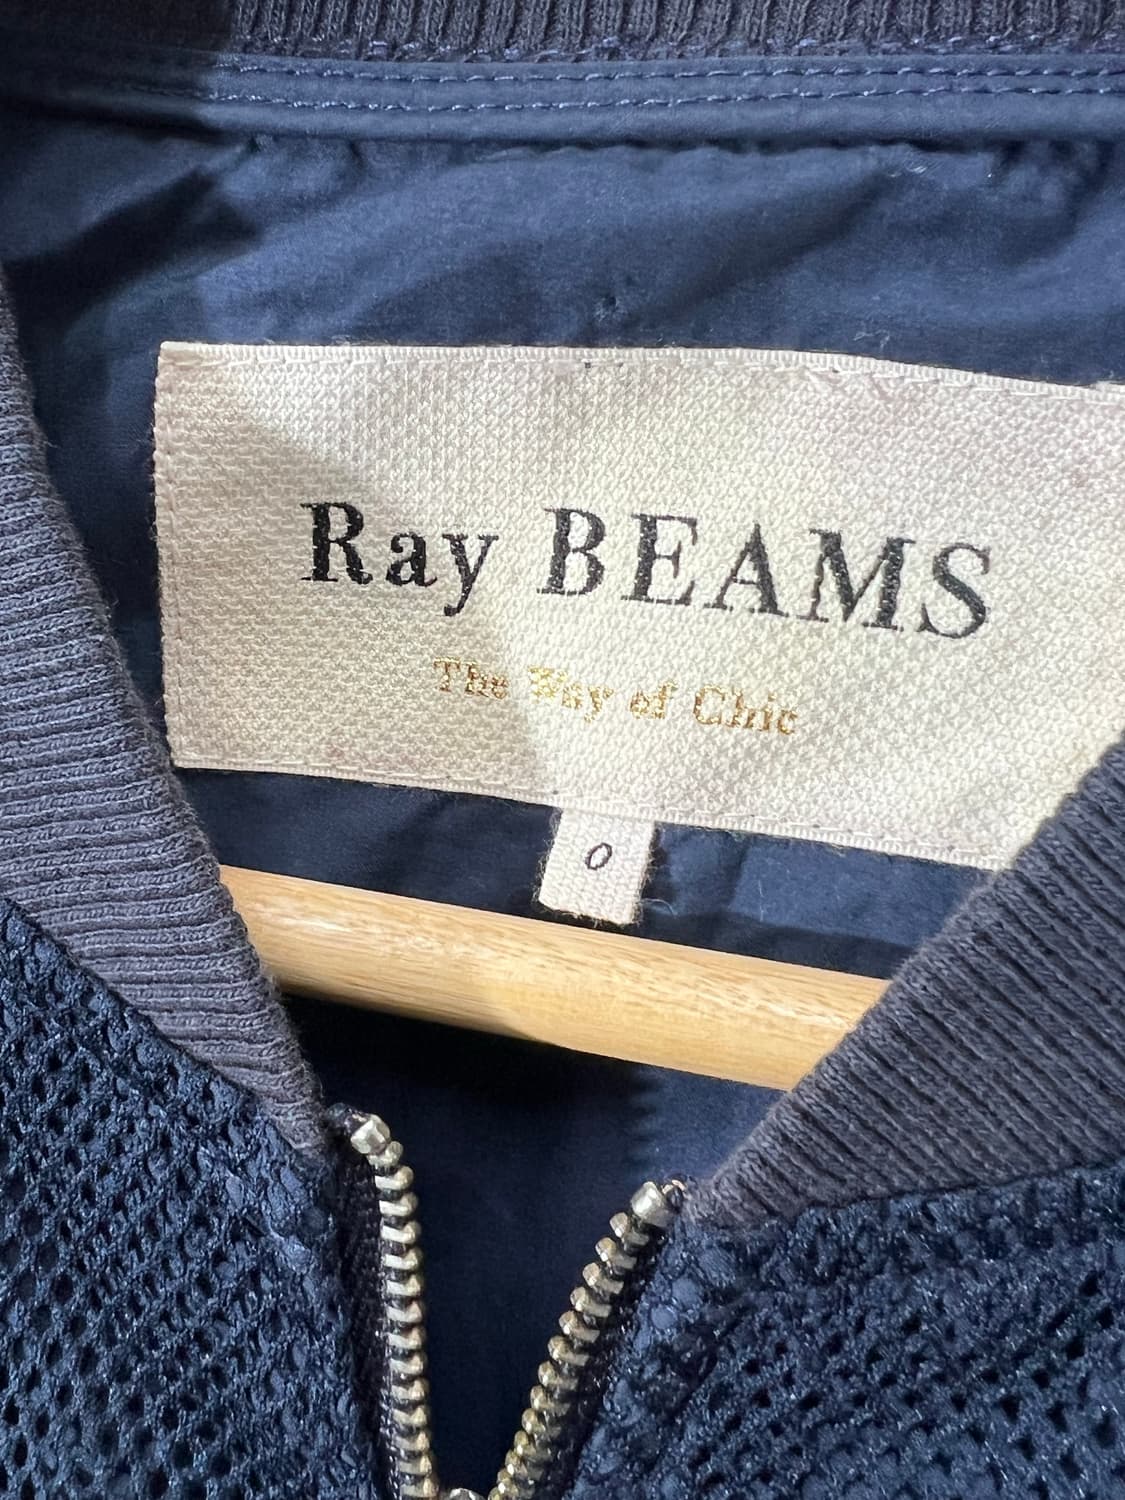 Ray BEAMS
The Way of Chic
0